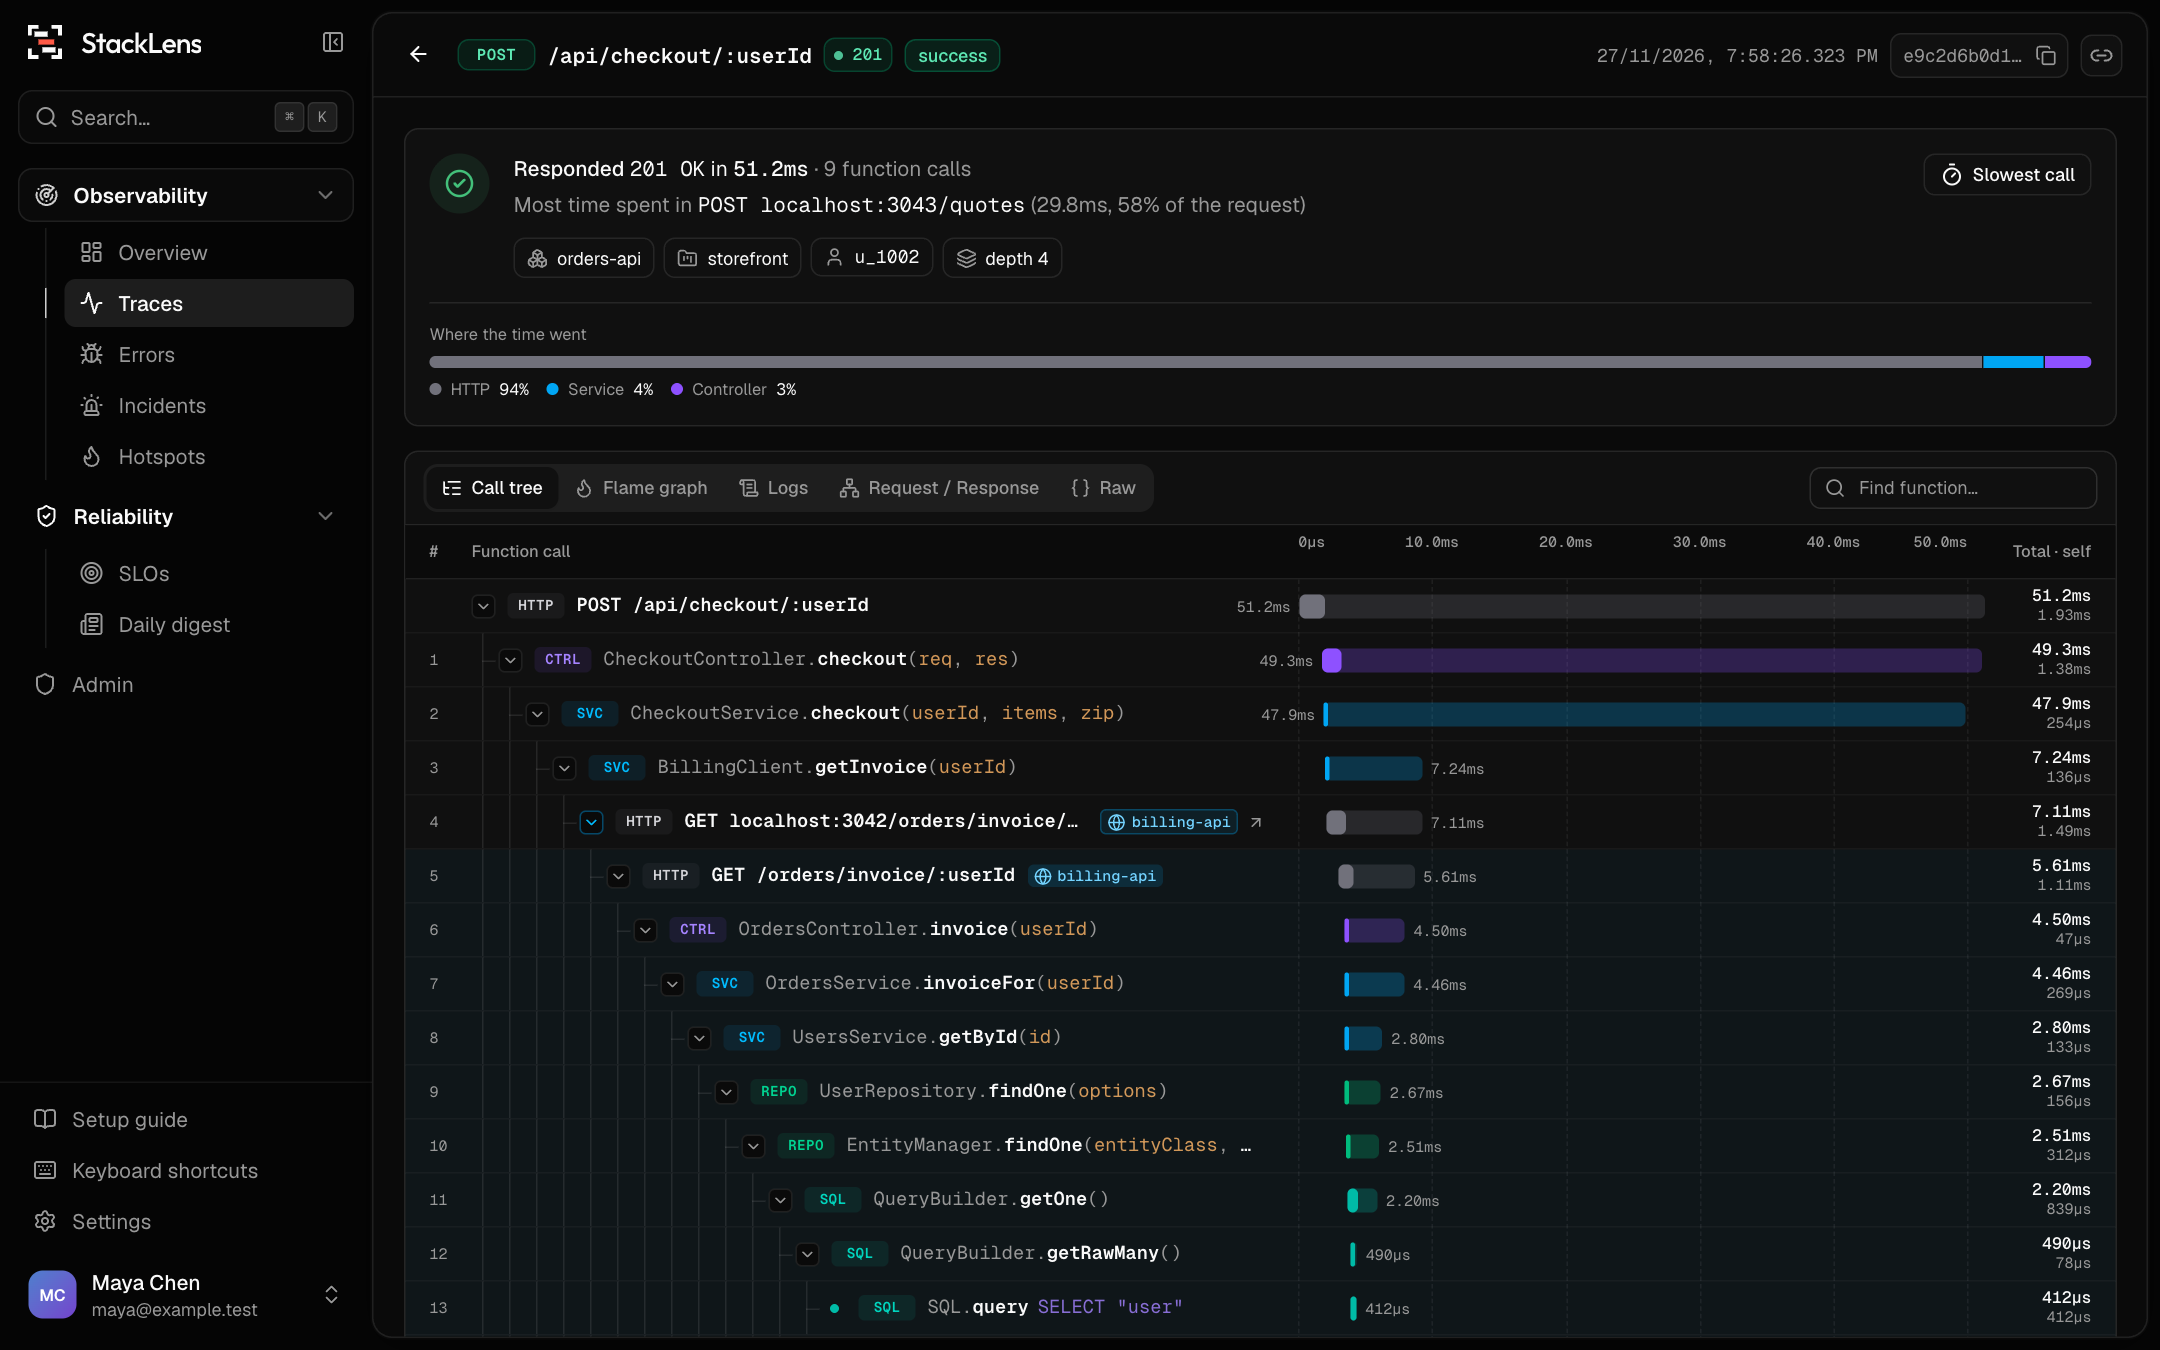 StackLens
Search...
⌘ K
Observability
Overview
Traces
Errors
Incidents
Hotspots
Reliability
SLOs
Daily digest
Admin
Setup guide
Keyboard shortcuts
Settings
MC
Maya Chen
maya@example.test
POST /api/checkout/:userId 201 success
27/11/2026, 7:58:26.323 PM e9c2d6b0d1…
Responded 201 OK in 51.2ms · 9 function calls
Most time spent in POST localhost:3043/quotes (29.8ms, 58% of the request)
Slowest call
orders-api storefront u_1002 depth 4
Where the time went
HTTP 94% Service 4% Controller 3%
Call tree Flame graph Logs Request / Response {} Raw
Find function...
# Function call 0µs 10.0ms 20.0ms 30.0ms 40.0ms 50.0ms Total · self
HTTP POST /api/checkout/:userId 51.2ms 51.2ms
1.93ms
1 CTRL CheckoutController.checkout(req, res) 49.3ms 49.3ms
1.38ms
2 SVC CheckoutService.checkout(userId, items, zip) 47.9ms 47.9ms
254µs
3 SVC BillingClient.getInvoice(userId) 7.24ms 7.24ms
136µs
4 HTTP GET localhost:3042/orders/invoice/… billing-api 7.11ms 7.11ms
1.49ms
5 HTTP GET /orders/invoice/:userId billing-api 5.61ms 5.61ms
1.11ms
6 CTRL OrdersController.invoice(userId) 4.50ms 4.50ms
47µs
7 SVC OrdersService.invoiceFor(userId) 4.46ms 4.46ms
269µs
8 SVC UsersService.getById(id) 2.80ms 2.80ms
133µs
9 REPO UserRepository.findOne(options) 2.67ms 2.67ms
156µs
10 REPO EntityManager.findOne(entityClass, … 2.51ms 2.51ms
312µs
11 SQL QueryBuilder.getOne() 2.20ms 2.20ms
839µs
12 SQL QueryBuilder.getRawMany() 490µs 490µs
78µs
13 SQL SQL.query SELECT "user" 412µs 412µs
412µs